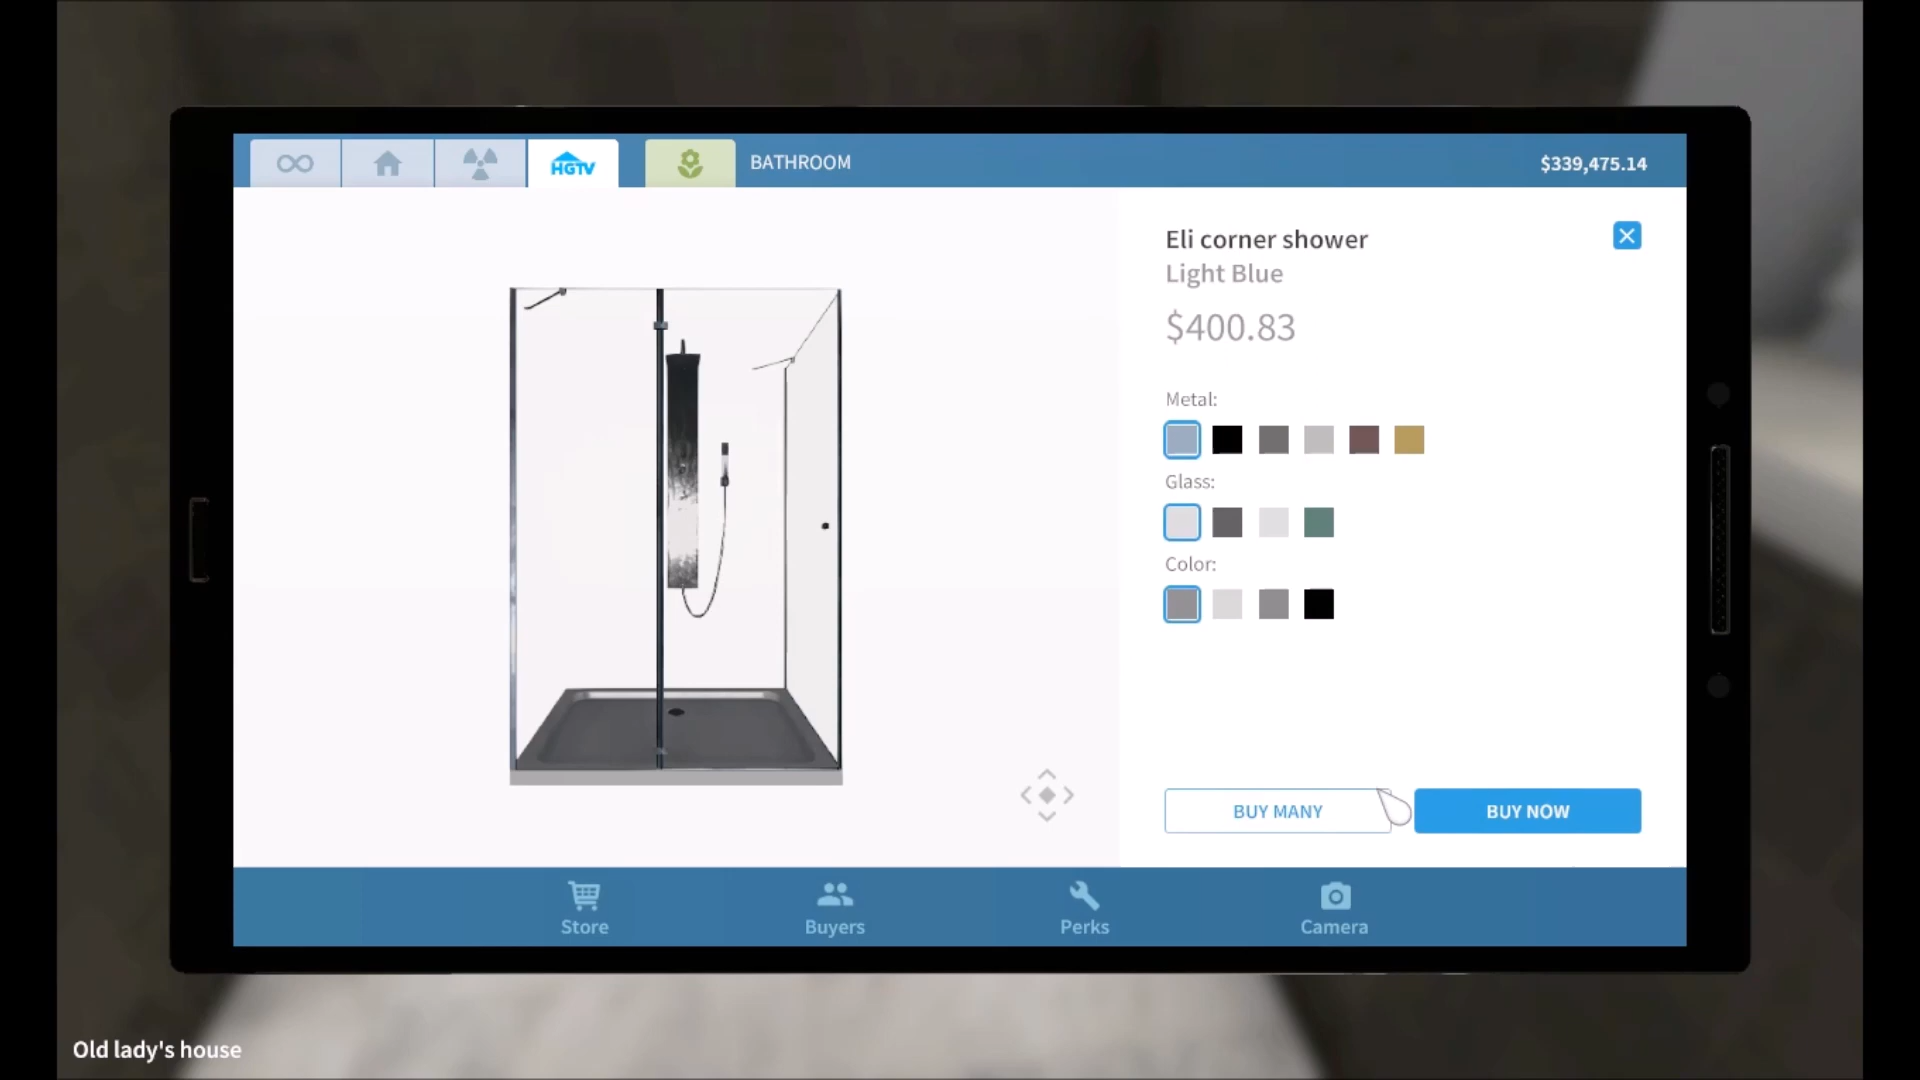 HGTV
BATHROOM
$339,475.14
Eli corner shower
Light Blue
$400.83
Metal:
Glass:
Color:
BUY MANY
BUY NOW
Store
Buyers
Perks
Camera
Old lady's house